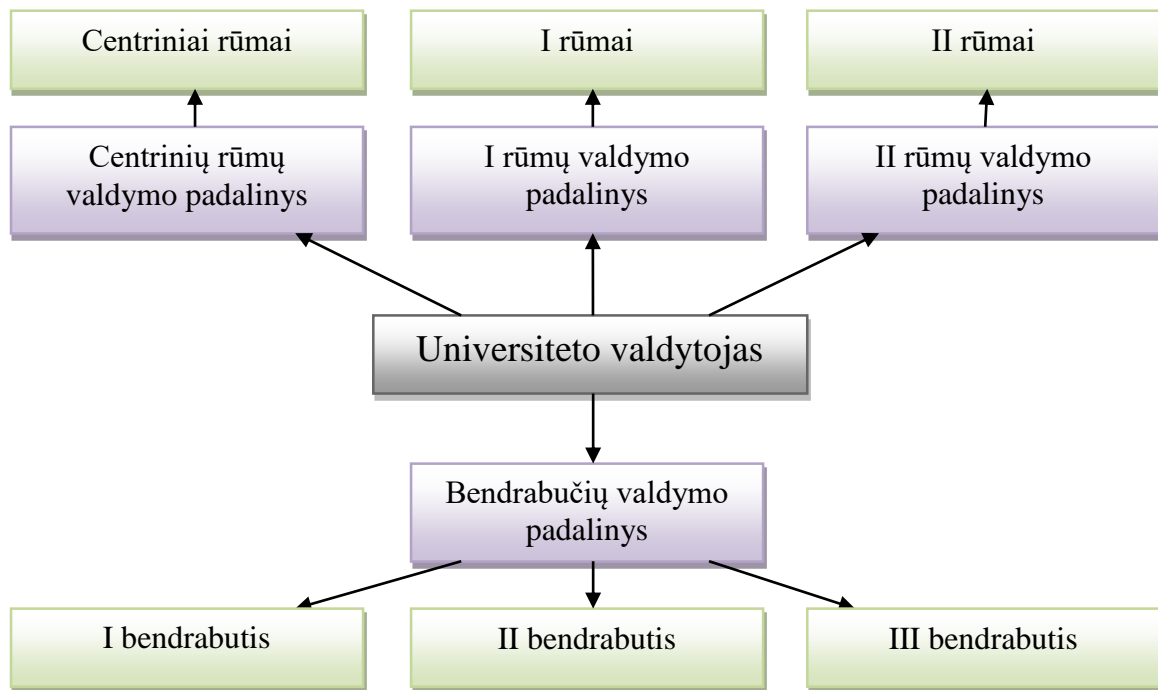 Centriniai rūmai
I rūmai
II rūmai
Centrinių rūmų
valdymo padalinys
I rūmų valdymo
padalinys
II rūmų valdymo
padalinys
Universiteto valdytojas
Bendrabučių valdymo
padalinys
I bendrabutis
II bendrabutis
III bendrabutis